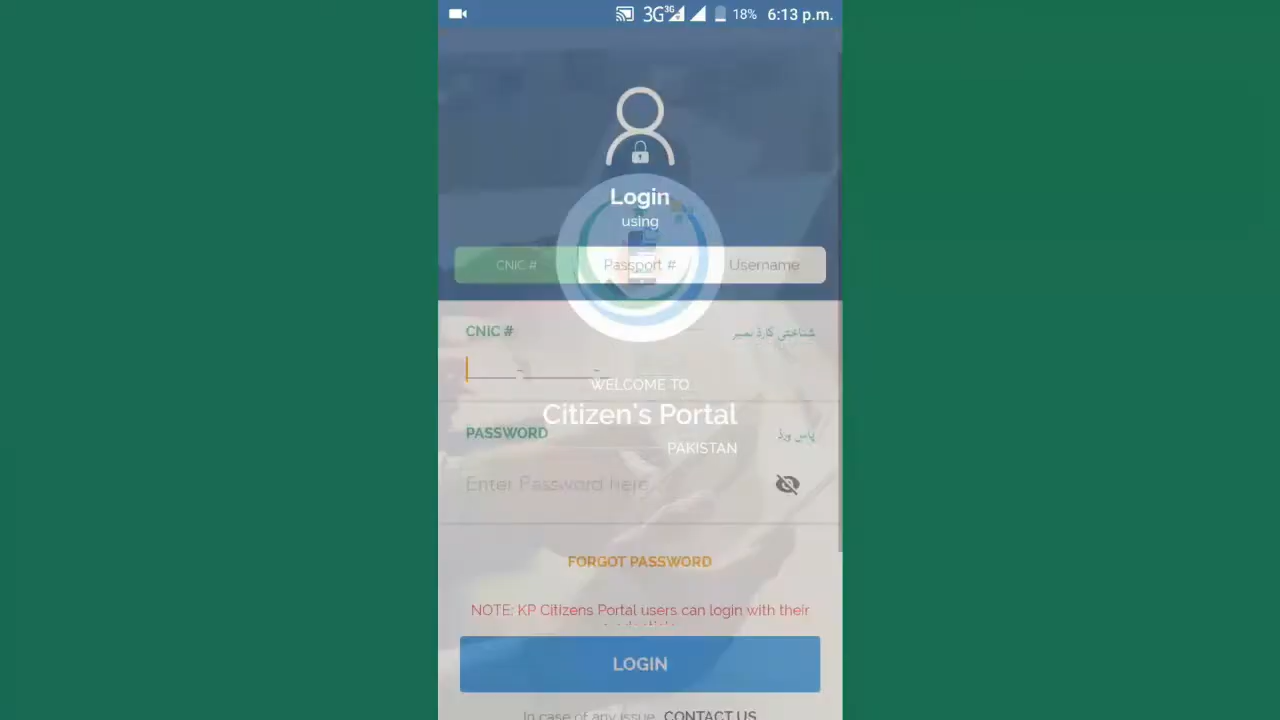 3G 3G 18% 6:13 p.m.
Login
using
CNIC # Passport # Username
CNIC # شناختی کارڈ نمبر
WELCOME TO
Citizen's Portal
PASSWORD پاس ورڈ
PAKISTAN
Enter Password here
FORGOT PASSWORD
NOTE: KP Citizens Portal users can login with their
LOGIN
In case of any issue, CONTACT US